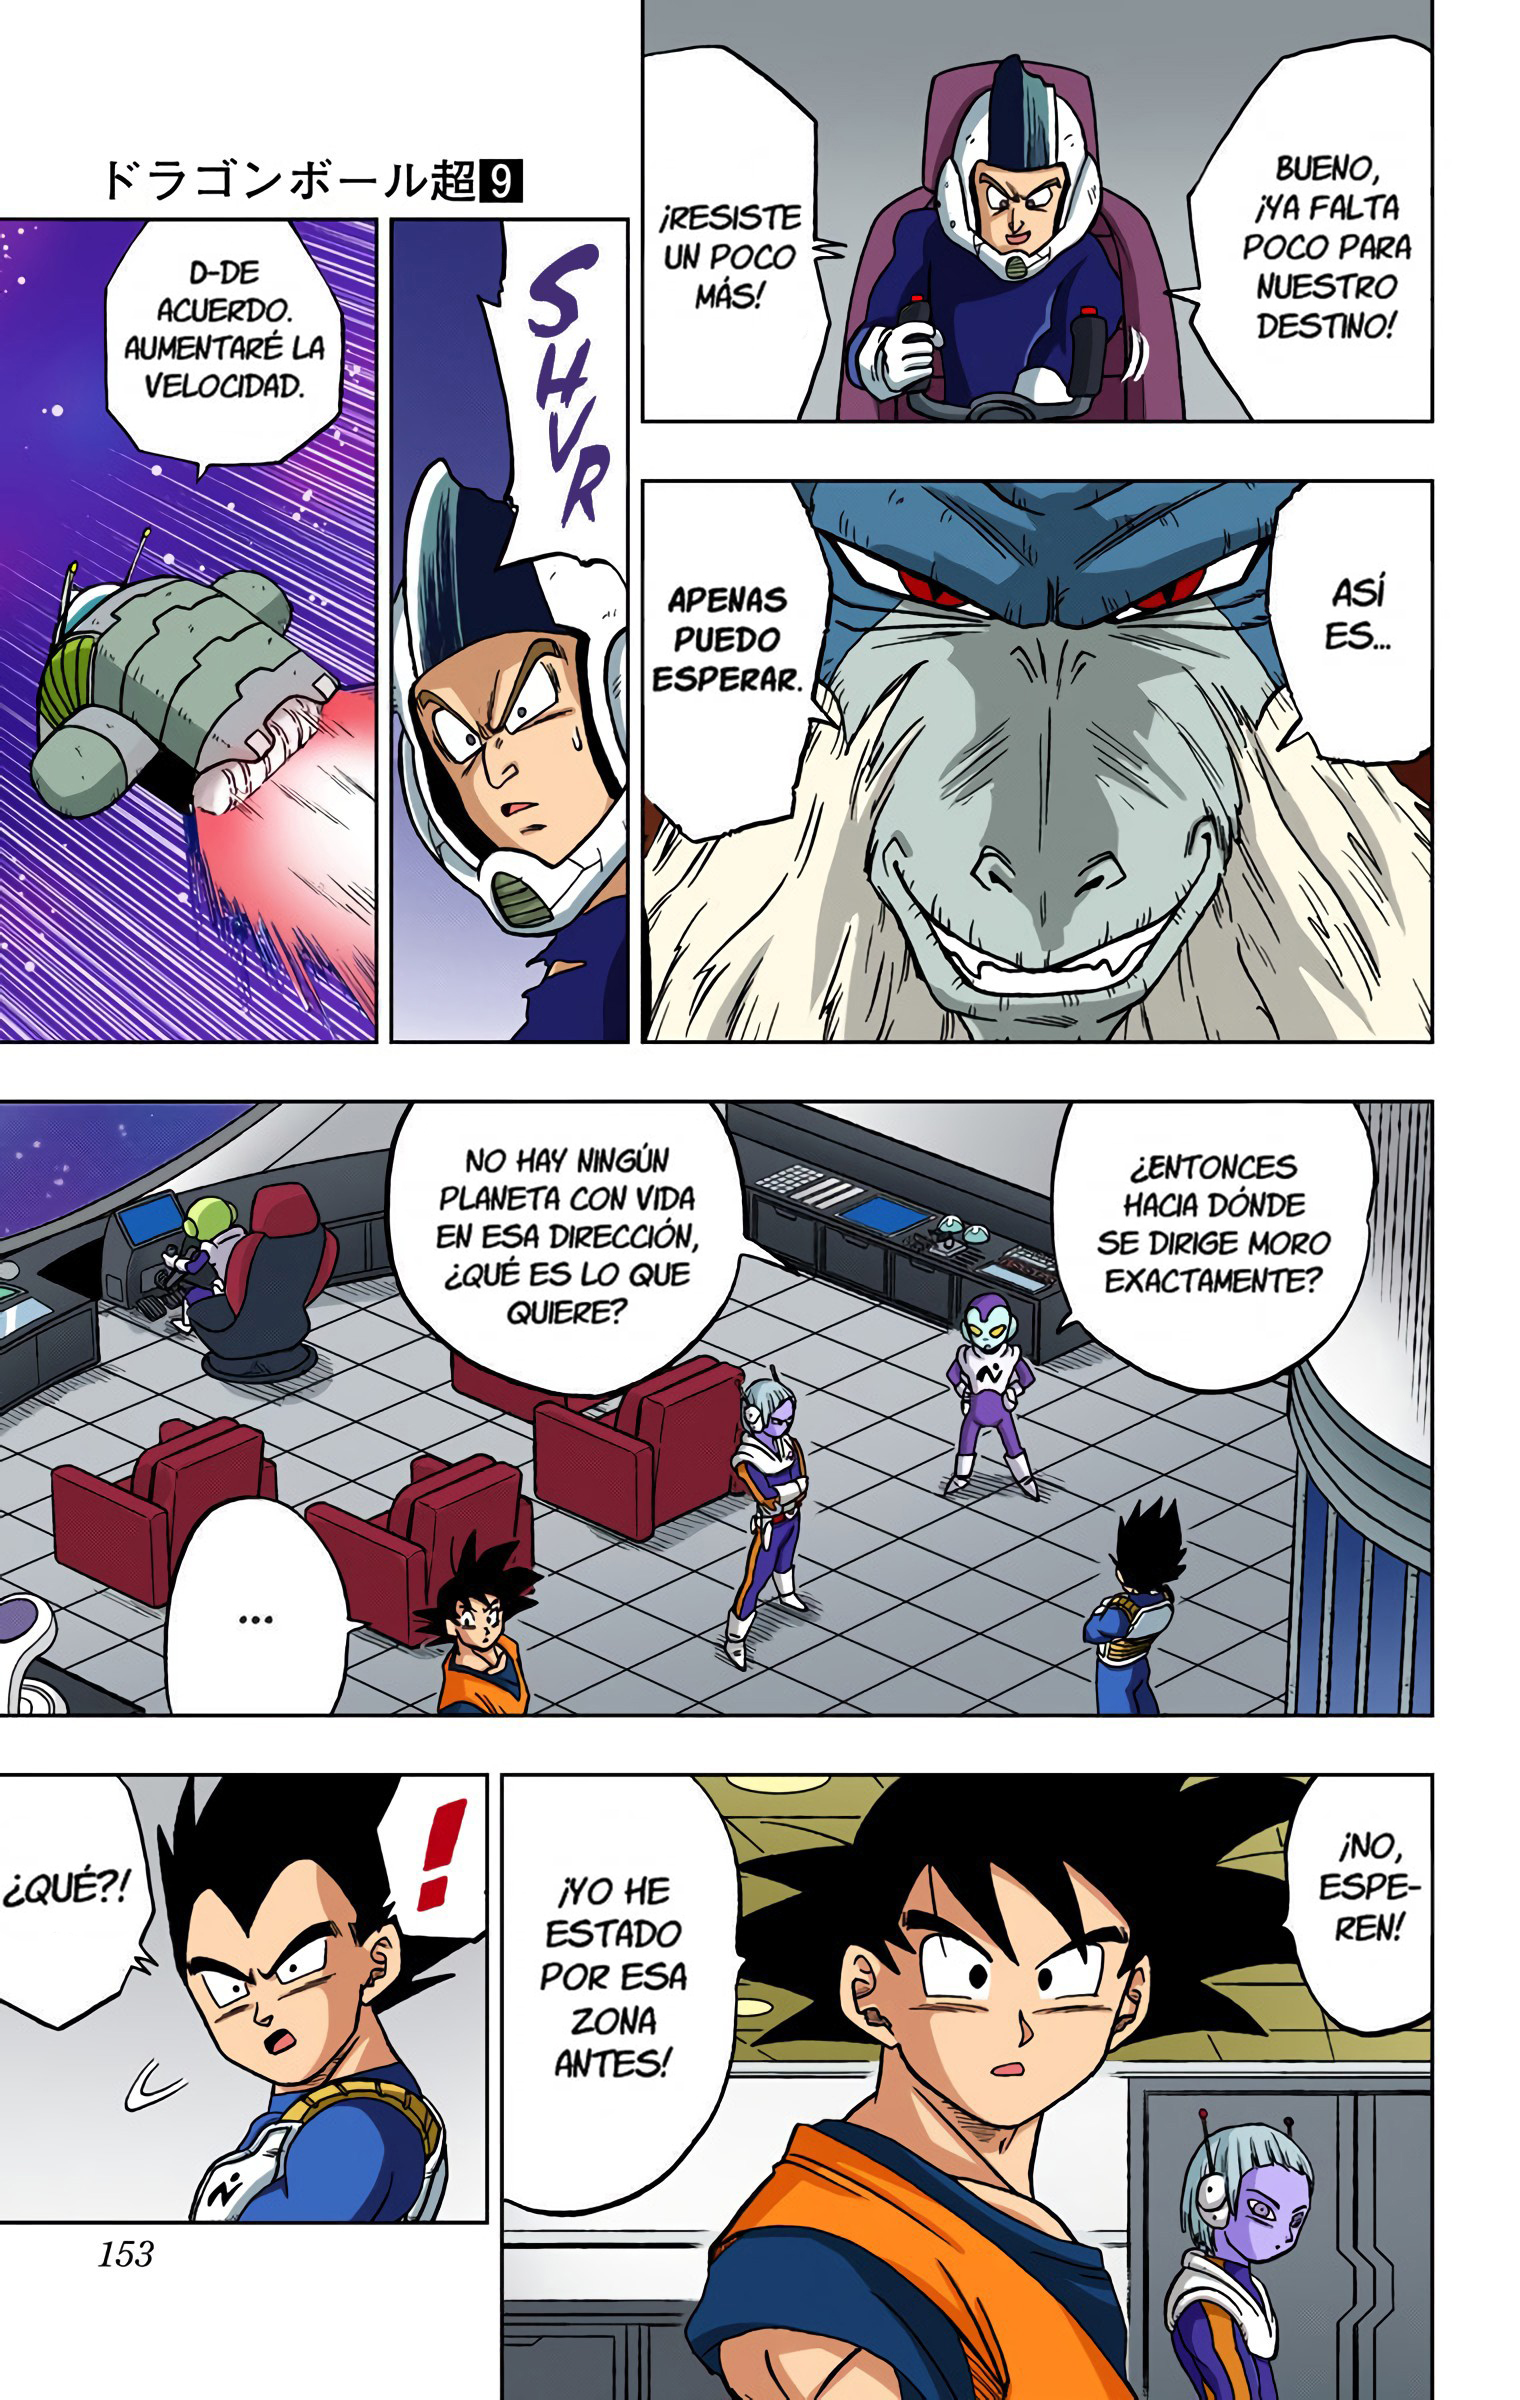 ドラゴンボール超9
BUENO,
¡YA FALTA
POCO PARA
NUESTRO
DESTINO!
¡RESISTE
UN POCO
MÁS!
ASÍ
ES...
APENAS
PUEDO
ESPERAR.
SHVR
D-DE
ACUERDO.
AUMENTARÉ LA
VELOCIDAD.
¿ENTONCES
HACIA DÓNDE
SE DIRIGE MORO
EXACTAMENTE?
NO HAY NINGÚN
PLANETA CON VIDA
EN ESA DIRECCIÓN,
¿QUÉ ES LO QUE
QUIERE?
...
¡NO,
ESPE-
REN!
¡YO HE
ESTADO
POR ESA
ZONA
ANTES!
!
¿QUÉ?!
153